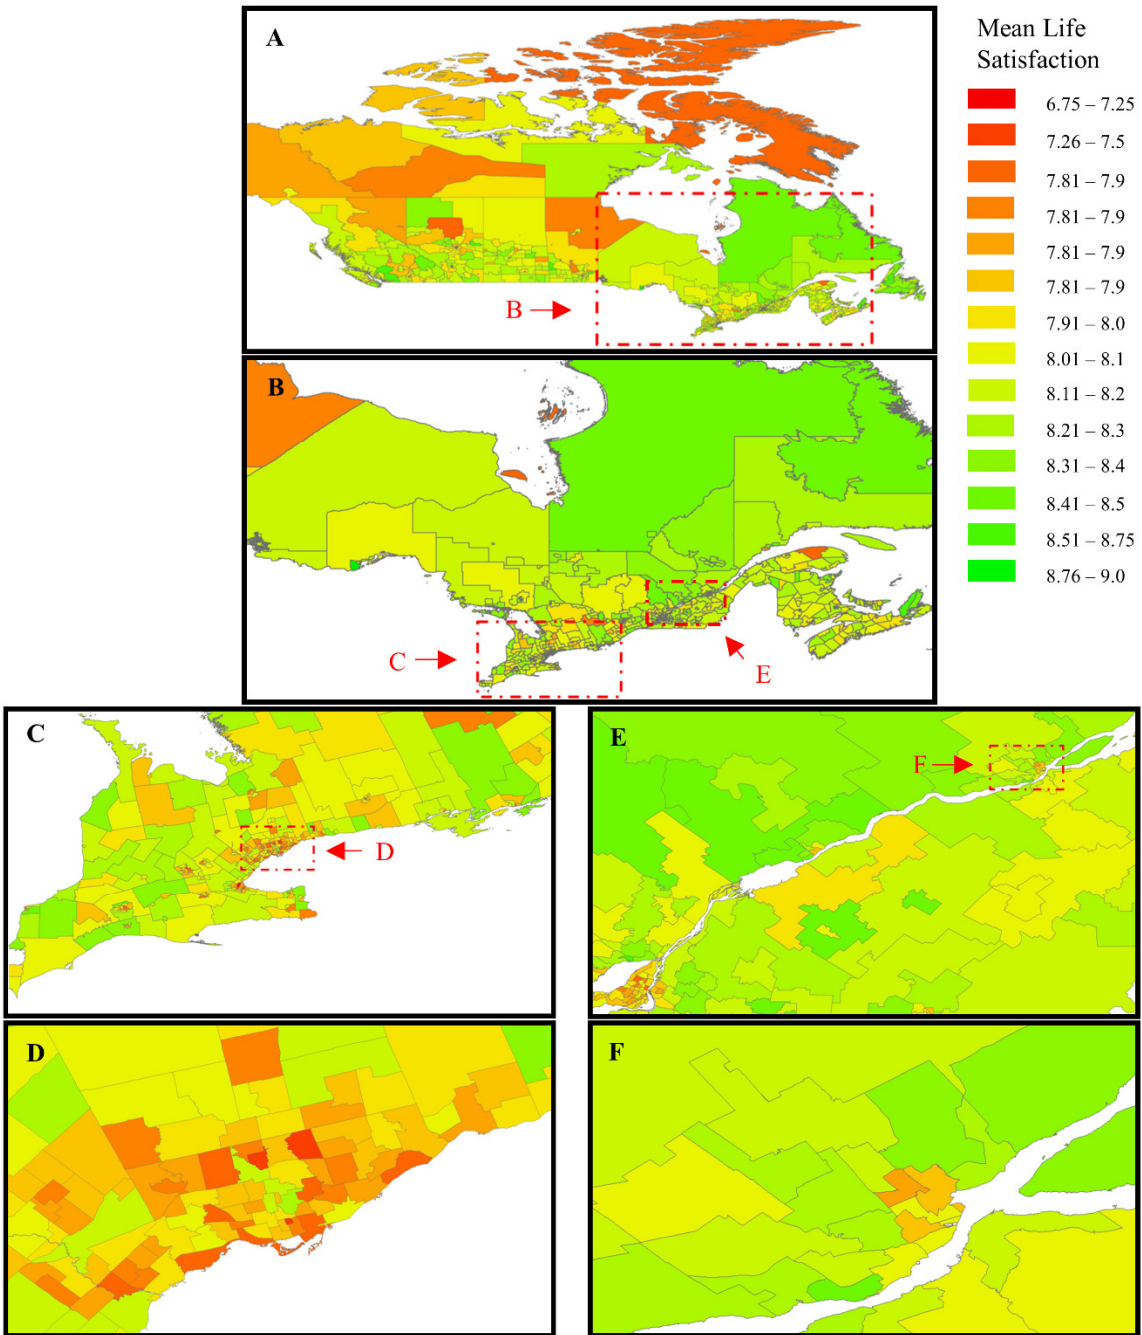 A
Mean Life
Satisfaction
6.75 – 7.25
7.26 – 7.5
7.81 – 7.9
7.81 – 7.9
7.81 – 7.9
7.81 – 7.9
7.91 – 8.0
8.01 – 8.1
8.11 – 8.2
8.21 – 8.3
8.31 – 8.4
8.41 – 8.5
8.51 – 8.75
8.76 – 9.0
B
B
C
E
C
D
E
F
D
F